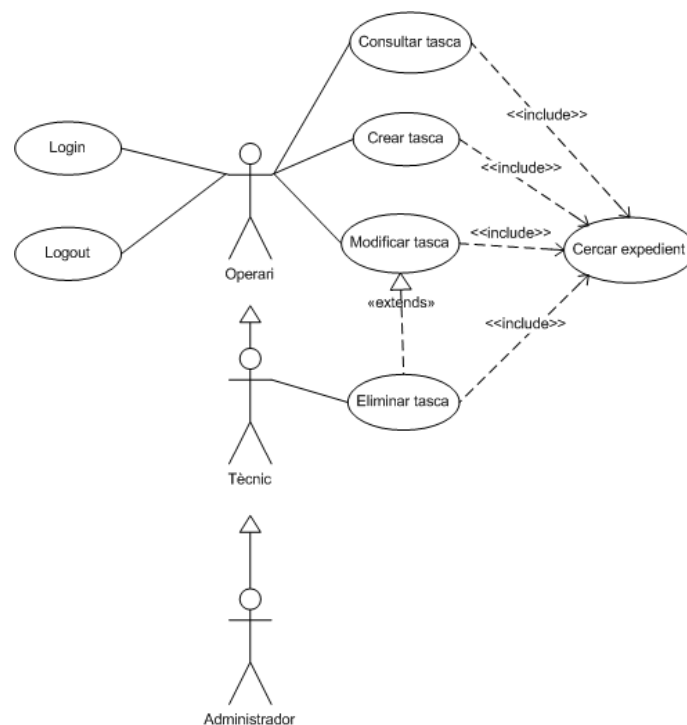 Consultar tasca
<<include>>
Login
Crear tasca
<<include>>
Logout
Operari
Modificar tasca
<<include>>
Cercar expedient
«extends»
<<include>>
Eliminar tasca
Tècnic
Administrador